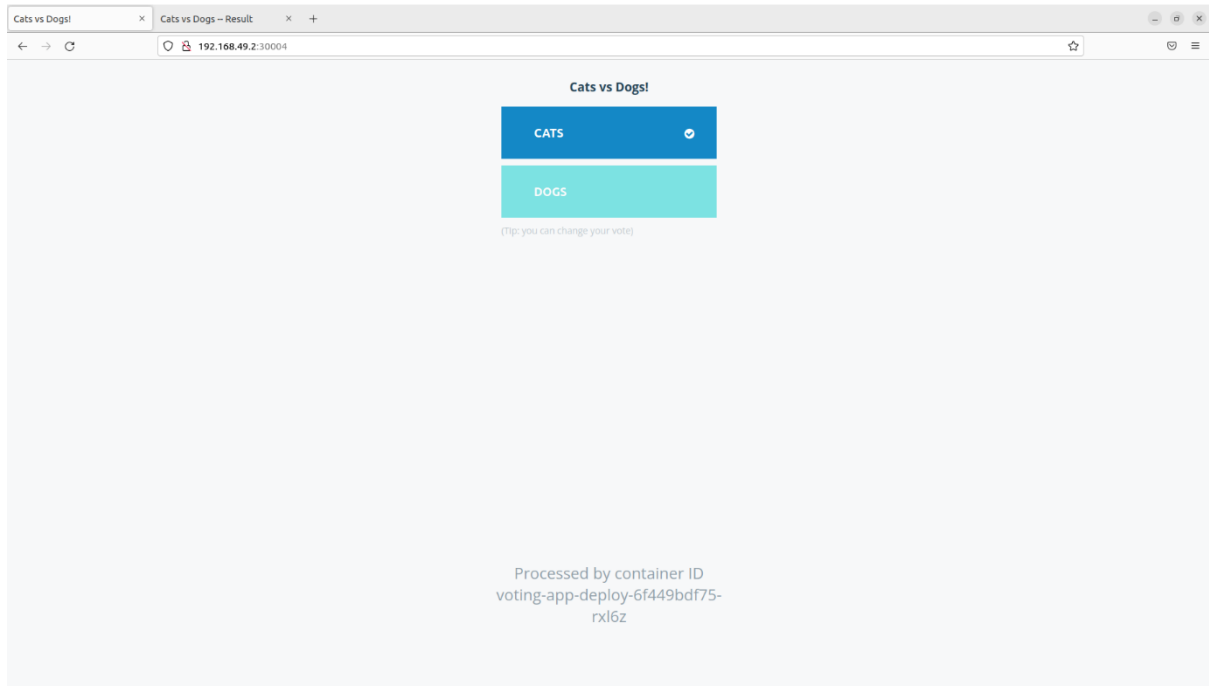 Cats vs Dogs!
Cats vs Dogs -- Result
192.168.49.2:30004
Cats vs Dogs!
CATS
DOGS
(Tip: you can change your vote)
Processed by container ID
voting-app-deploy-6f449bdf75-
rxl6z